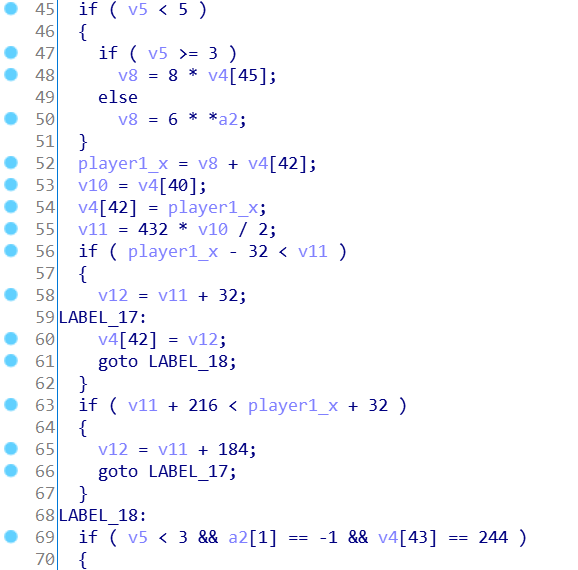 45 if ( v5 < 5 )
46 {
47 if ( v5 >= 3 )
48 v8 = 8 * v4[45];
49 else
50 v8 = 6 * *a2;
51 }
52 player1_x = v8 + v4[42];
53 v10 = v4[40];
54 v4[42] = player1_x;
55 v11 = 432 * v10 / 2;
56 if ( player1_x - 32 < v11 )
57 {
58 v12 = v11 + 32;
59 LABEL_17:
60 v4[42] = v12;
61 goto LABEL_18;
62 }
63 if ( v11 + 216 < player1_x + 32 )
64 {
65 v12 = v11 + 184;
66 goto LABEL_17;
67 }
68 LABEL_18:
69 if ( v5 < 3 && a2[1] == -1 && v4[43] == 244 )
70 {